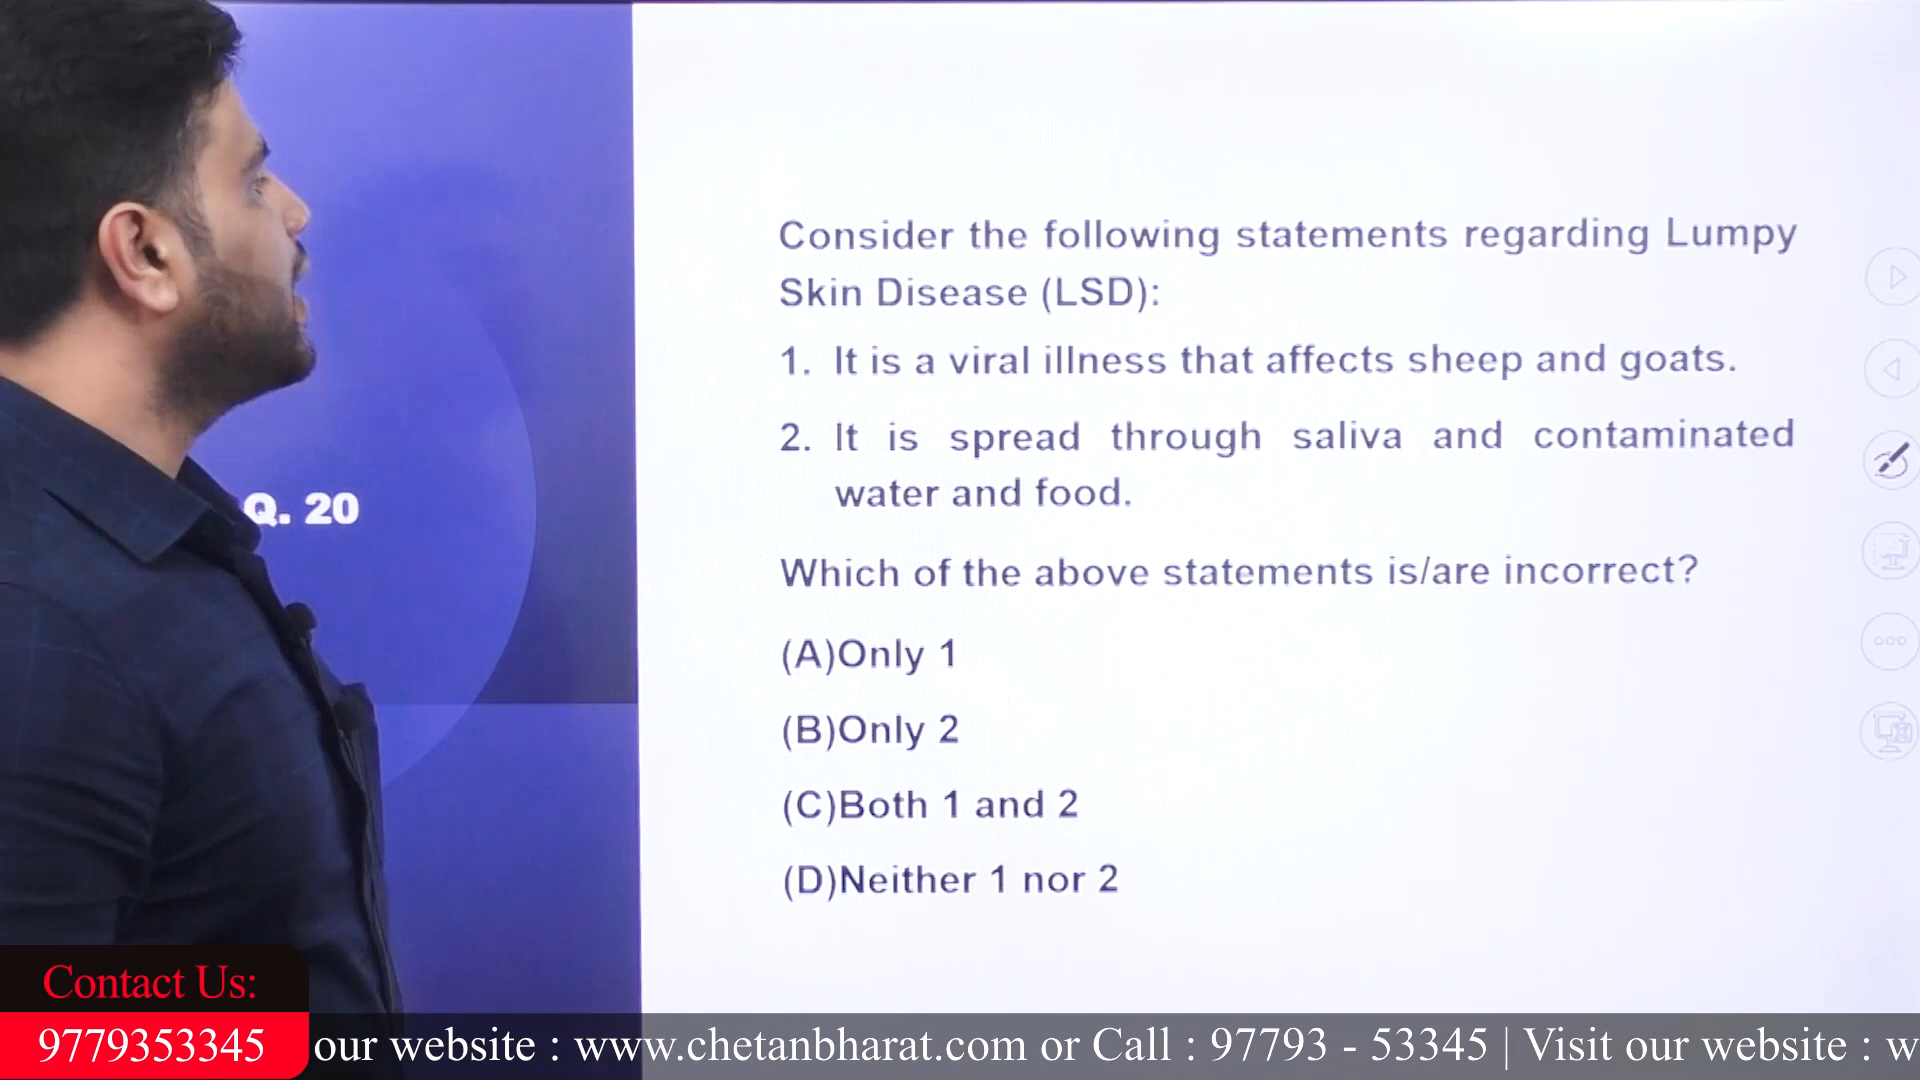 Consider the following statements regarding Lumpy
Skin Disease (LSD):
1. It is a viral illness that affects sheep and goats.
2. It is spread through saliva and contaminated
water and food.
Q. 20
Which of the above statements is/are incorrect?
(A)Only 1
(B)Only 2
(C)Both 1 and 2
(D)Neither 1 nor 2
Contact Us:
9779353345
our website : www.chetanbharat.com or Call : 97793 - 53345 | Visit our website : w